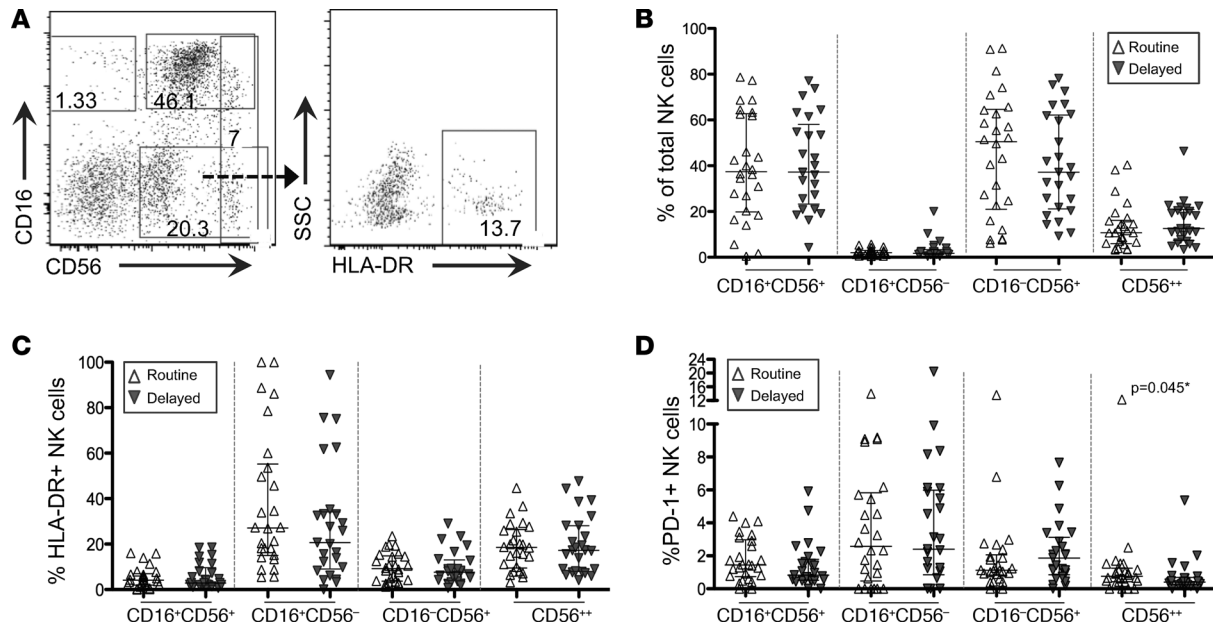 A
1.33
46.1
7
20.3
CD16
CD56
SSC
13.7
HLA-DR
B
% of total NK cells
100
80
60
40
20
0
Routine
Delayed
CD16⁺CD56⁺
CD16⁺CD56⁻
CD16⁻CD56⁺
CD56⁺⁺
C
% HLA-DR+ NK cells
100
80
60
40
20
0
Routine
Delayed
CD16⁺CD56⁺
CD16⁺CD56⁻
CD16⁻CD56⁺
CD56⁺⁺
D
%PD-1+ NK cells
24
20
16
12
10
8
6
4
2
0
Routine
Delayed
p=0.045*
CD16⁺CD56⁺
CD16⁺CD56⁻
CD16⁻CD56⁺
CD56⁺⁺